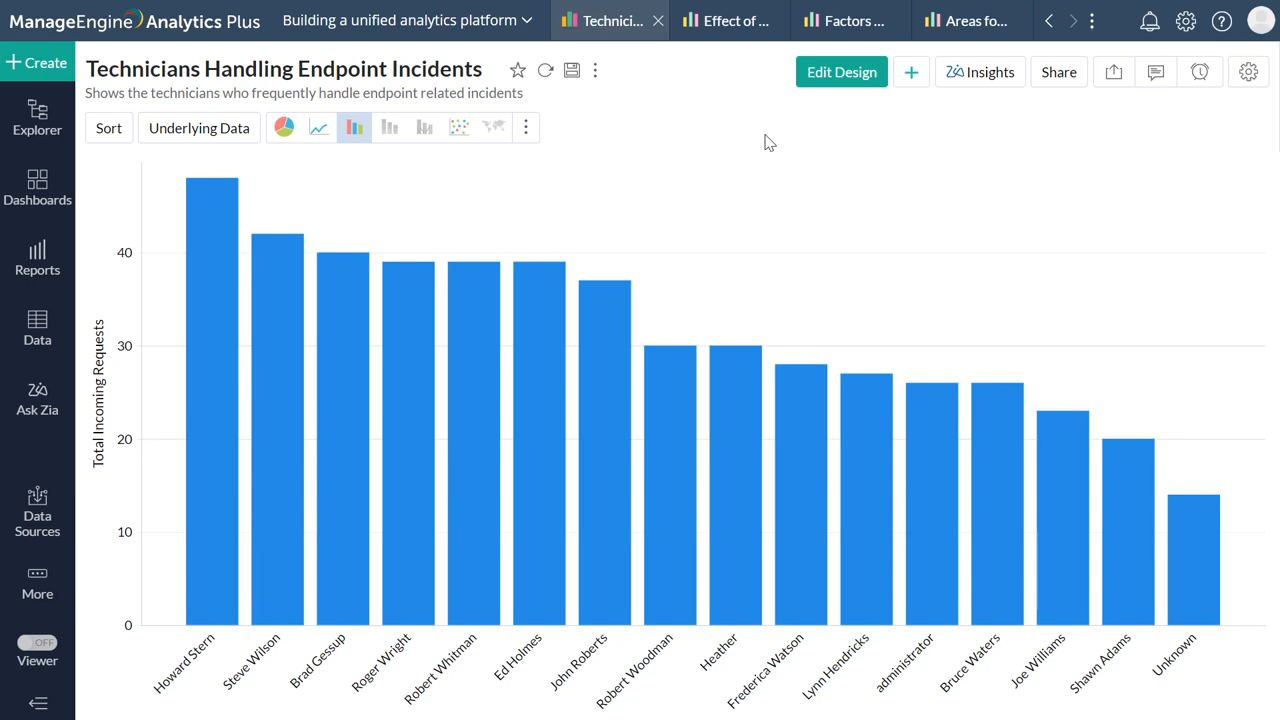 ManageEngine Analytics Plus
Building a unified analytics platform
Technici...
Effect of ...
Factors ...
Areas fo...
Create
Technicians Handling Endpoint Incidents
Shows the technicians who frequently handle endpoint related incidents
Edit Design
Insights
Share
Sort
Underlying Data
Explorer
Dashboards
Reports
Data
Ask Zia
Data Sources
More
OFF
Viewer
Total Incoming Requests
40
30
20
10
0
Howard Stern
Steve Wilson
Brad Gessup
Roger Wright
Robert Whitman
Ed Holmes
John Roberts
Robert Woodman
Heather
Frederica Watson
Lynn Hendricks
administrator
Bruce Waters
Joe Williams
Shawn Adams
Unknown